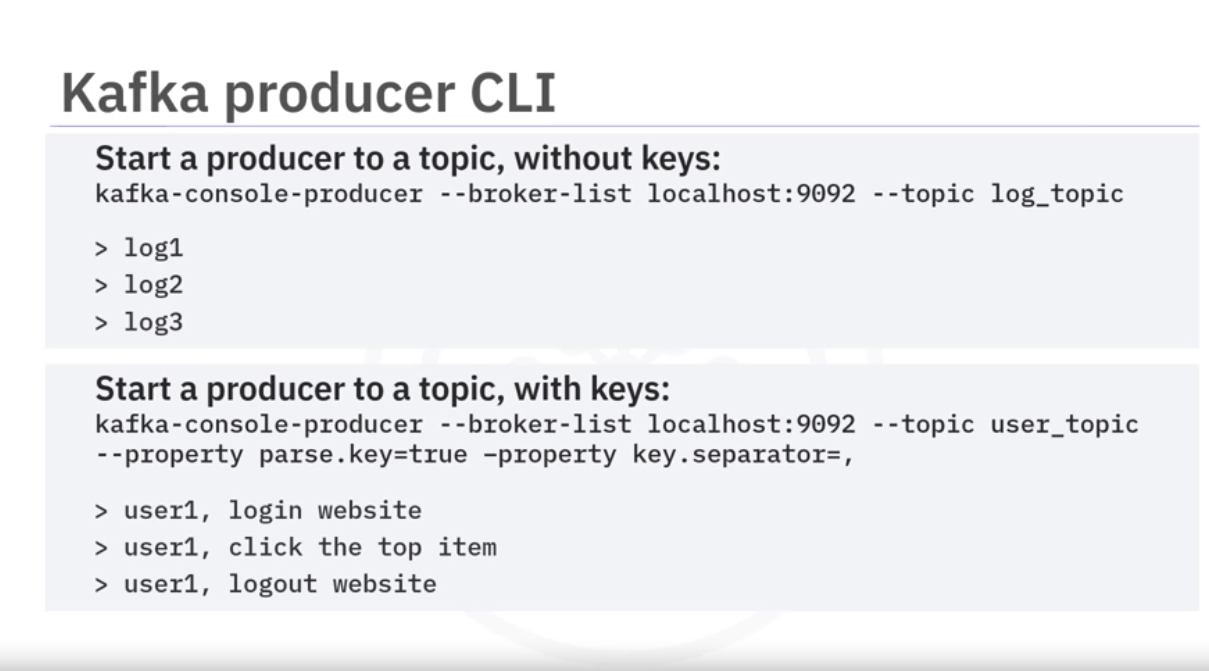 Kafka producer CLI
Start a producer to a topic, without keys:
kafka-console-producer --broker-list localhost:9092 --topic log_topic
> log1
> log2
> log3
Start a producer to a topic, with keys:
kafka-console-producer --broker-list localhost:9092 --topic user_topic
--property parse.key=true –property key.separator=,
> user1, login website
> user1, click the top item
> user1, logout website